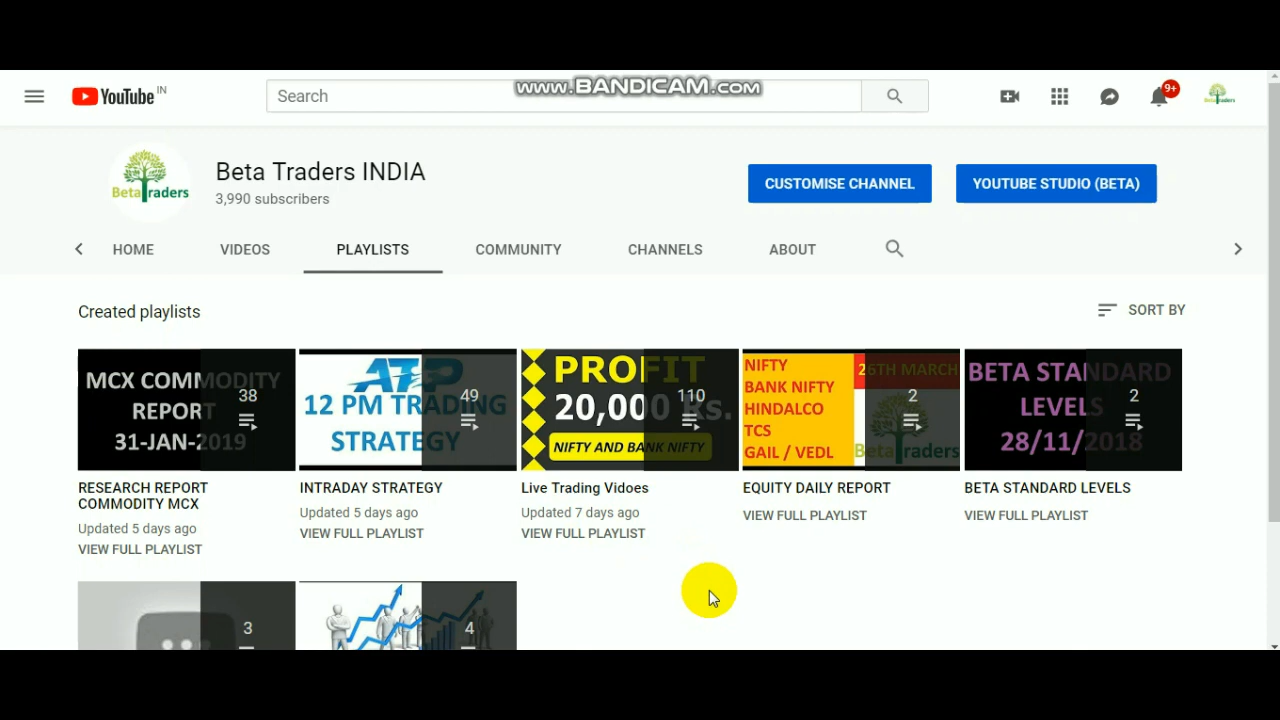 www.BANDICAM.com
YouTube IN
Search
9+
BetaTraders
Beta Traders INDIA
3,990 subscribers
CUSTOMISE CHANNEL
YOUTUBE STUDIO (BETA)
BetaTraders
HOME
VIDEOS
PLAYLISTS
COMMUNITY
CHANNELS
ABOUT
Created playlists
SORT BY
MCX COMMODITY
REPORT
31-JAN-2019
38
ATP
12 PM TRADING
STRATEGY
49
PROFIT
20,000 Rs.
NIFTY AND BANK NIFTY
110
NIFTY
BANK NIFTY
HINDALCO
TCS
GAIL / VEDL
26TH MARCH
BetaTraders
2
BETA STANDARD
LEVELS
28/11/2018
2
RESEARCH REPORT
COMMODITY MCX
Updated 5 days ago
VIEW FULL PLAYLIST
INTRADAY STRATEGY
Updated 5 days ago
VIEW FULL PLAYLIST
Live Trading Vidoes
Updated 7 days ago
VIEW FULL PLAYLIST
EQUITY DAILY REPORT
VIEW FULL PLAYLIST
BETA STANDARD LEVELS
VIEW FULL PLAYLIST
3
4